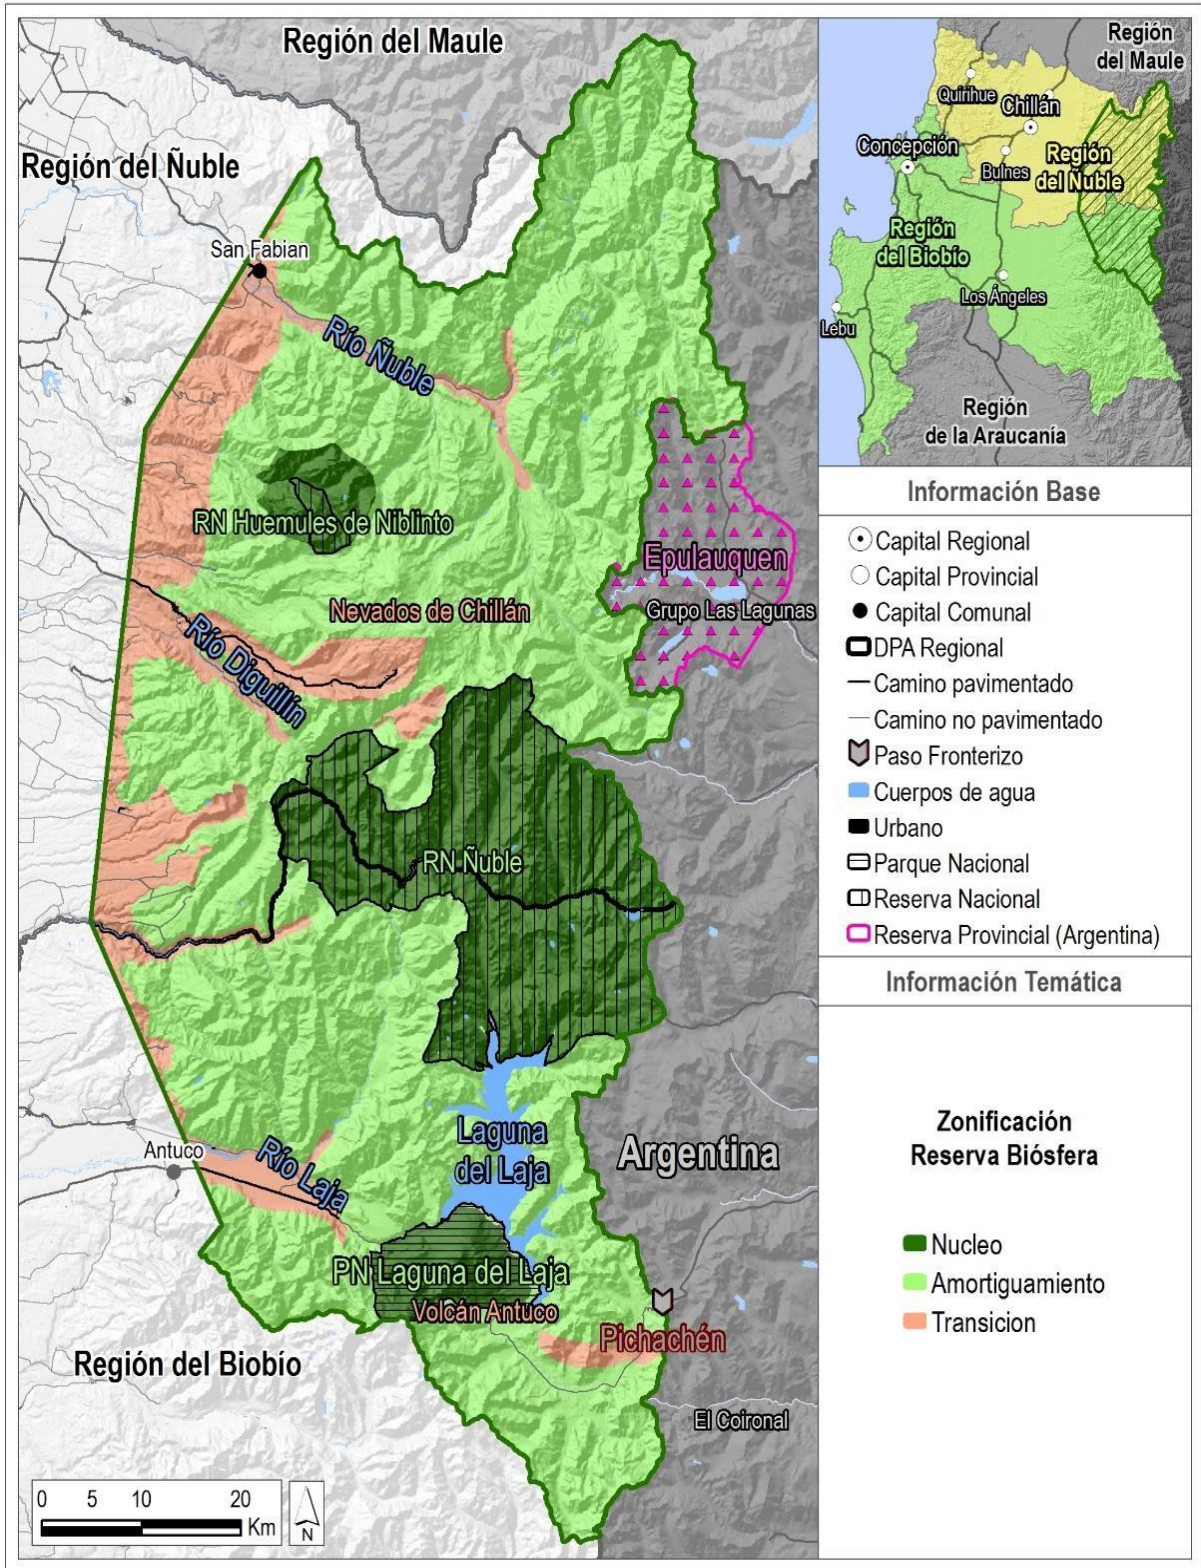 Región del Maule
Región del Ñuble
San Fabian
Río Ñuble
RN Huemules de Niblinto
Epulauquen
Grupo Las Lagunas
Nevados de Chillán
Río Diguillín
RN Ñuble
Laguna
del Laja
Argentina
Antuco
Río Laja
PN Laguna del Laja
Volcán Antuco
Pichachén
Región del Biobío
El Coironal
0 5 10 20
Km
N
Región
del Maule
Quirihue
Chillán
Concepción
Bulnes
Región
del Ñuble
Región
del Biobío
Los Ángeles
Lebu
Región
de la Araucanía
Información Base
Capital Regional
Capital Provincial
Capital Comunal
DPA Regional
Camino pavimentado
Camino no pavimentado
Paso Fronterizo
Cuerpos de agua
Urbano
Parque Nacional
Reserva Nacional
Reserva Provincial (Argentina)
Información Temática
Zonificación
Reserva Biósfera
Nucleo
Amortiguamiento
Transicion